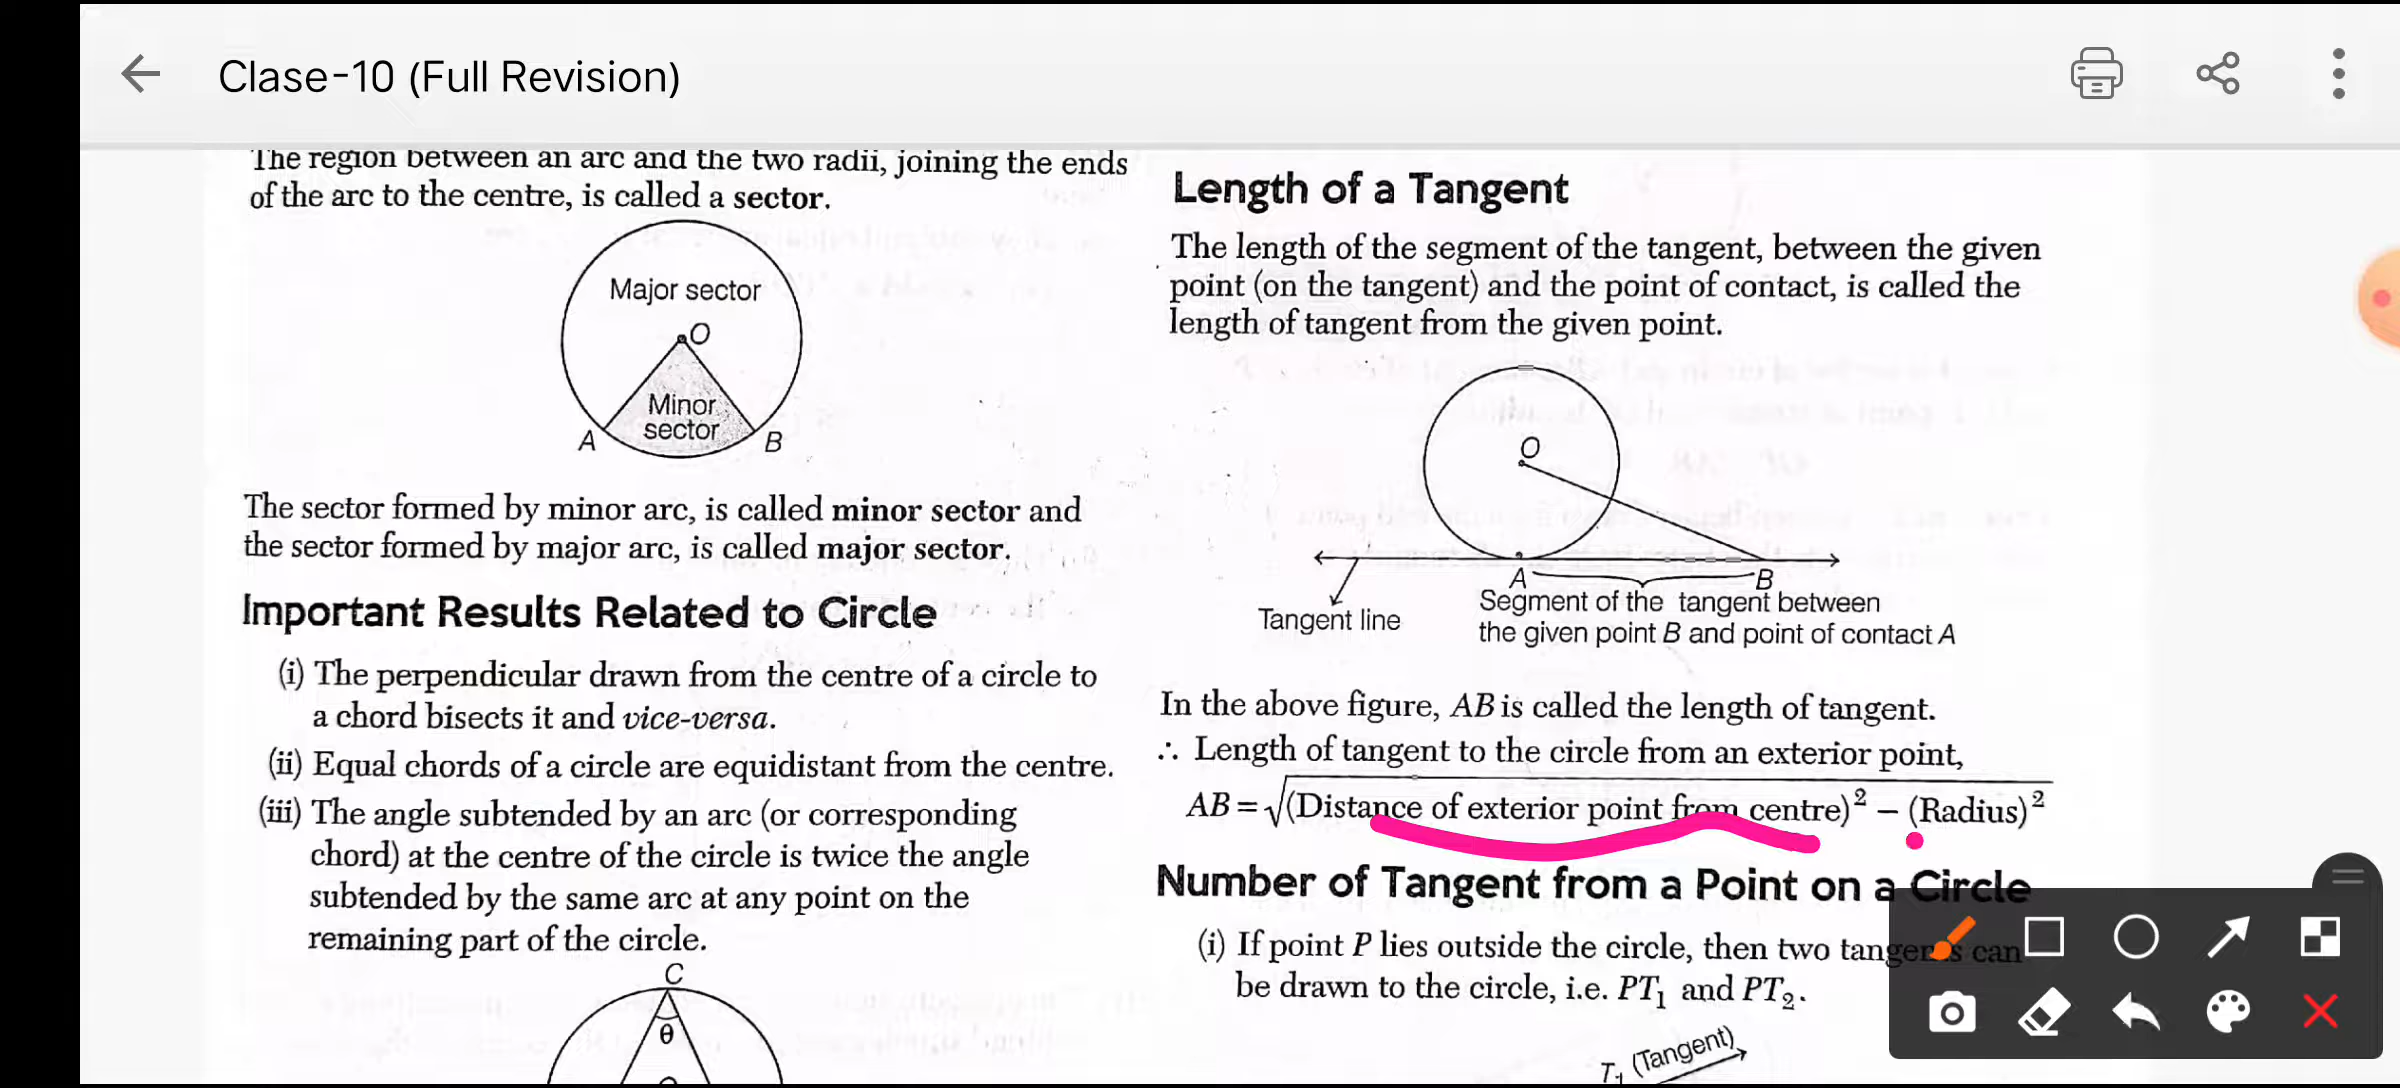 Clase-10 (Full Revision)
The region between an arc and the two radii, joining the ends
of the arc to the centre, is called a sector.
Major sector
O
Minor
sector
A
B
The sector formed by minor arc, is called minor sector and
the sector formed by major arc, is called major sector.
Important Results Related to Circle
(i) The perpendicular drawn from the centre of a circle to
a chord bisects it and vice-versa.
(ii) Equal chords of a circle are equidistant from the centre.
(iii) The angle subtended by an arc (or corresponding
chord) at the centre of the circle is twice the angle
subtended by the same arc at any point on the
remaining part of the circle.
C
θ
Length of a Tangent
The length of the segment of the tangent, between the given
point (on the tangent) and the point of contact, is called the
length of tangent from the given point.
O
A
B
Tangent line
Segment of the tangent between
the given point B and point of contact A
In the above figure, AB is called the length of tangent.
∴ Length of tangent to the circle from an exterior point,
AB = √(Distance of exterior point from centre)² − (Radius)²
Number of Tangent from a Point on a Circle
(i) If point P lies outside the circle, then two tangents can
be drawn to the circle, i.e. PT₁ and PT₂.
T₁ (Tangent)